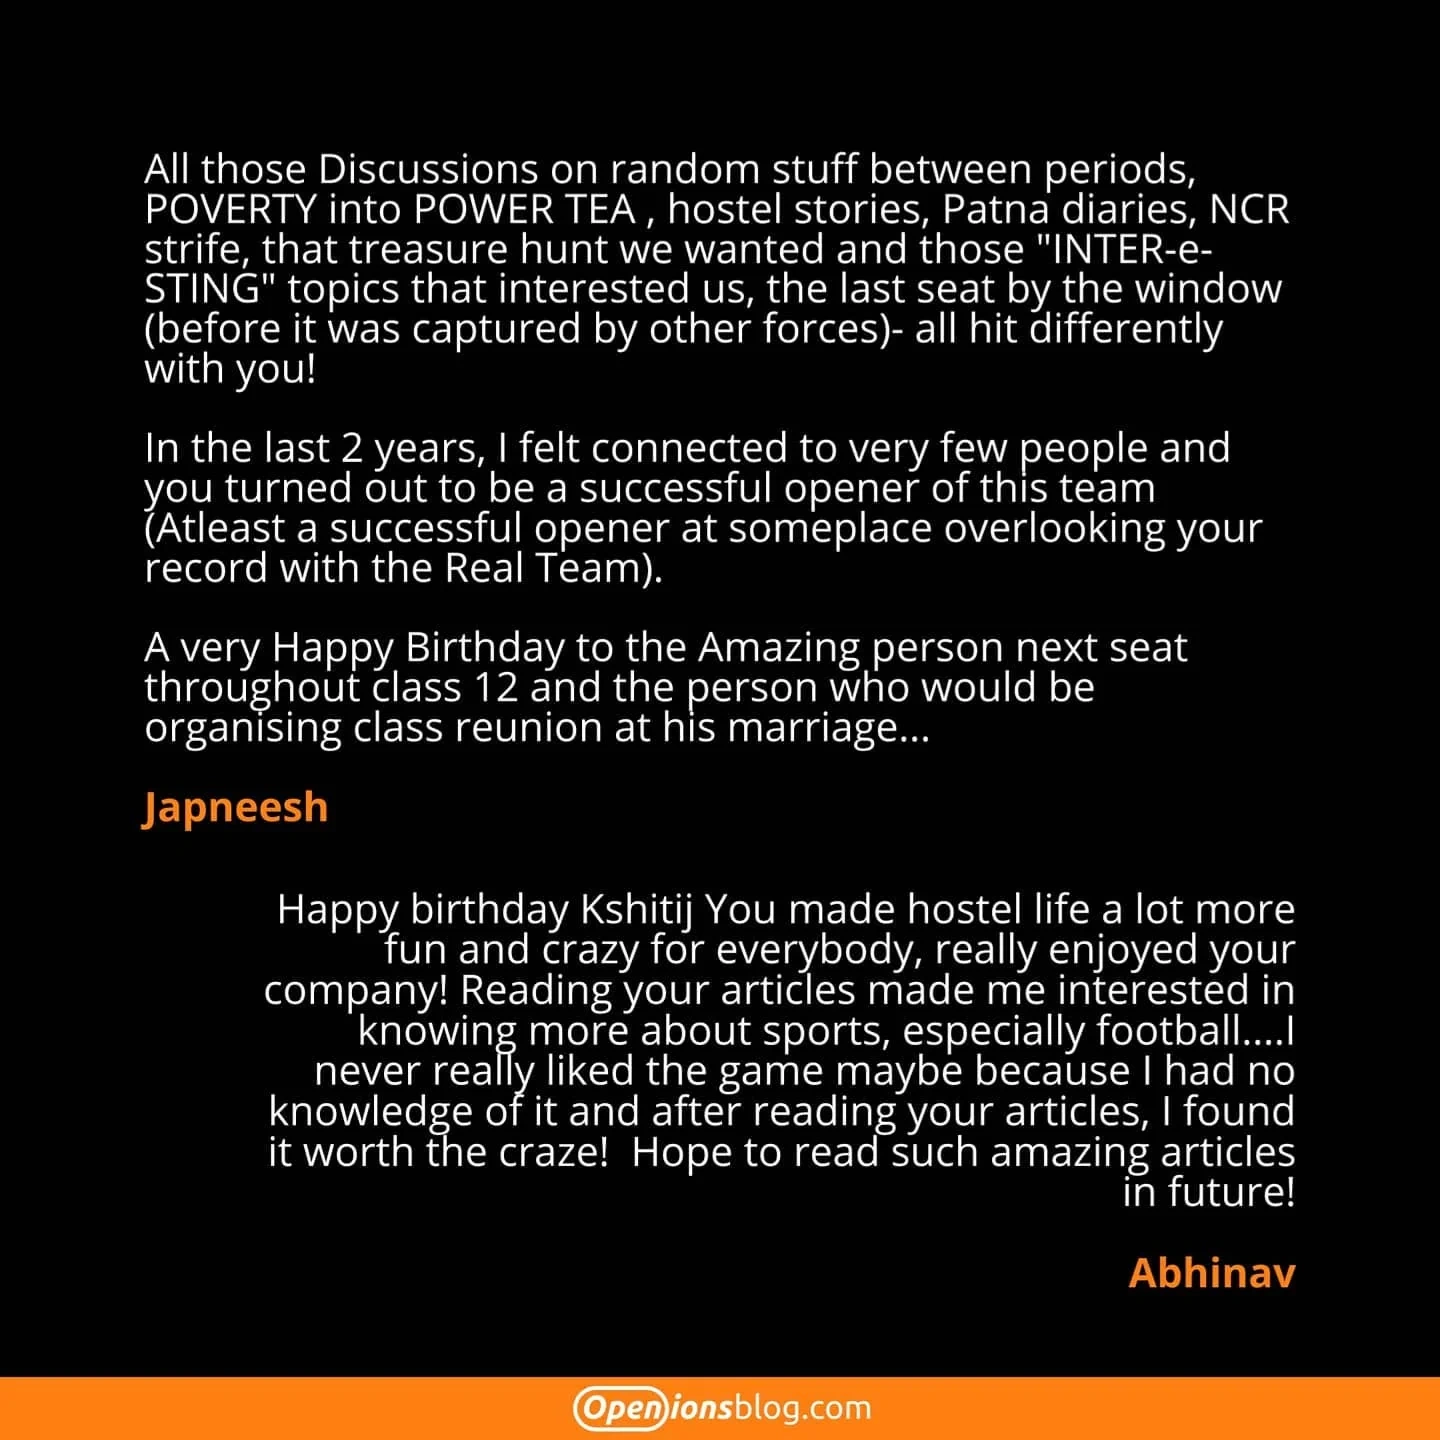 All those Discussions on random stuff between periods,
POVERTY into POWER TEA , hostel stories, Patna diaries, NCR
strife, that treasure hunt we wanted and those "INTER-e-
STING" topics that interested us, the last seat by the window
(before it was captured by other forces)- all hit differently
with you!
In the last 2 years, I felt connected to very few people and
you turned out to be a successful opener of this team
(Atleast a successful opener at someplace overlooking your
record with the Real Team).
A very Happy Birthday to the Amazing person next seat
throughout class 12 and the person who would be
organising class reunion at his marriage...
Japneesh
Happy birthday Kshitij You made hostel life a lot more
fun and crazy for everybody, really enjoyed your
company! Reading your articles made me interested in
knowing more about sports, especially football....I
never really liked the game maybe because I had no
knowledge of it and after reading your articles, I found
it worth the craze!  Hope to read such amazing articles
in future!
Abhinav
Openionsblog.com